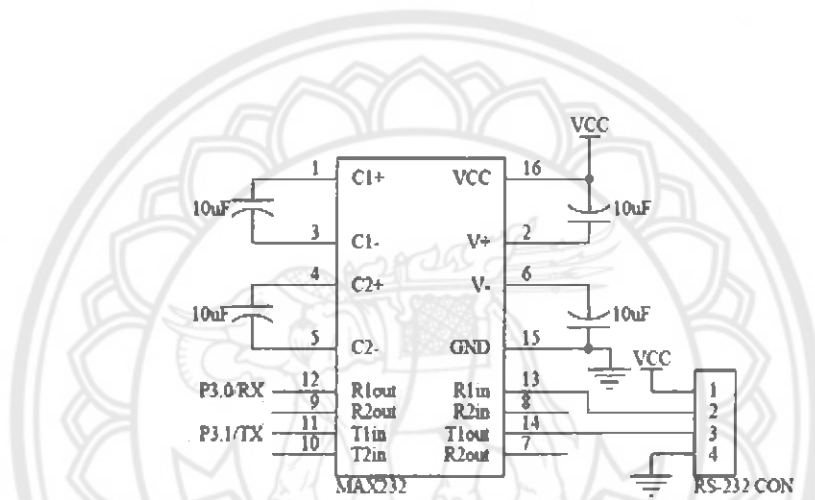 VCC
1 C1+ VCC 16
10uF 10uF
3 C1- V+ 2
4 C2+ V- 6
10uF 10uF
5 C2- GND 15
VCC
P3.0/RX 12 R1out R1in 13 1
9 R2out R2in 8 2
P3.1/TX 11 T1in T1out 14 3
10 T2in R2out 7 4
MAX232 RS-232 CON